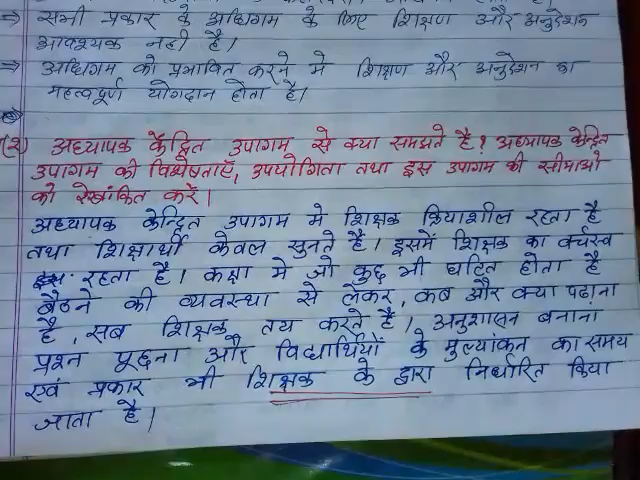 ⇒ सभी प्रकार के अधिगम के लिए शिक्षण और अनुदेशन
आवश्यक नही है।
⇒ अधिगम को प्रभावित करने मे शिक्षण और अनुदेशन का
महत्वपूर्ण योगदान होता है।
(2) अध्यापक केंद्रित उपागम से क्या समझते है? अध्यापक केन्द्रित
उपागम की विशेषताएँ, उपयोगिता तथा इस उपागम की सीमाओं
को रेखांकित करें।
अध्यापक केन्द्रित उपागम मे शिक्षक क्रियाशील रहता है
तथा शिक्षार्थी केवल सुनते है। इसमें शिक्षक का वर्चस्व
रहता है। कक्षा मे जो कुछ भी घटित होता है
बैठने की व्यवस्था से लेकर, कब और क्या पढ़ाना
है, सब शिक्षक तय करते है। अनुशासन बनाना
प्रश्न पूछना और विद्यार्थियों के मुल्यांकन का समय
एवं प्रकार भी शिक्षक के द्वारा निर्धारित किया
जाता है।